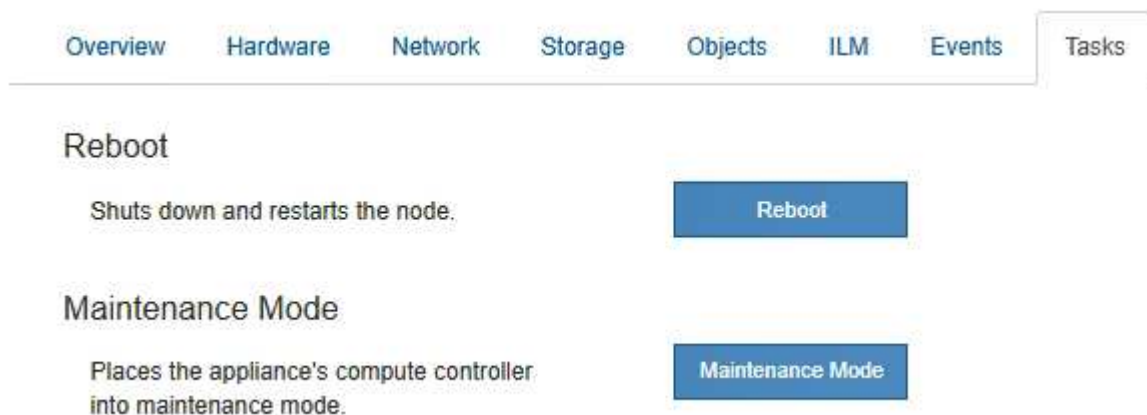 Overview Hardware Network Storage Objects ILM Events Tasks
Reboot
Shuts down and restarts the node.
Reboot
Maintenance Mode
Places the appliance's compute controller
into maintenance mode.
Maintenance Mode